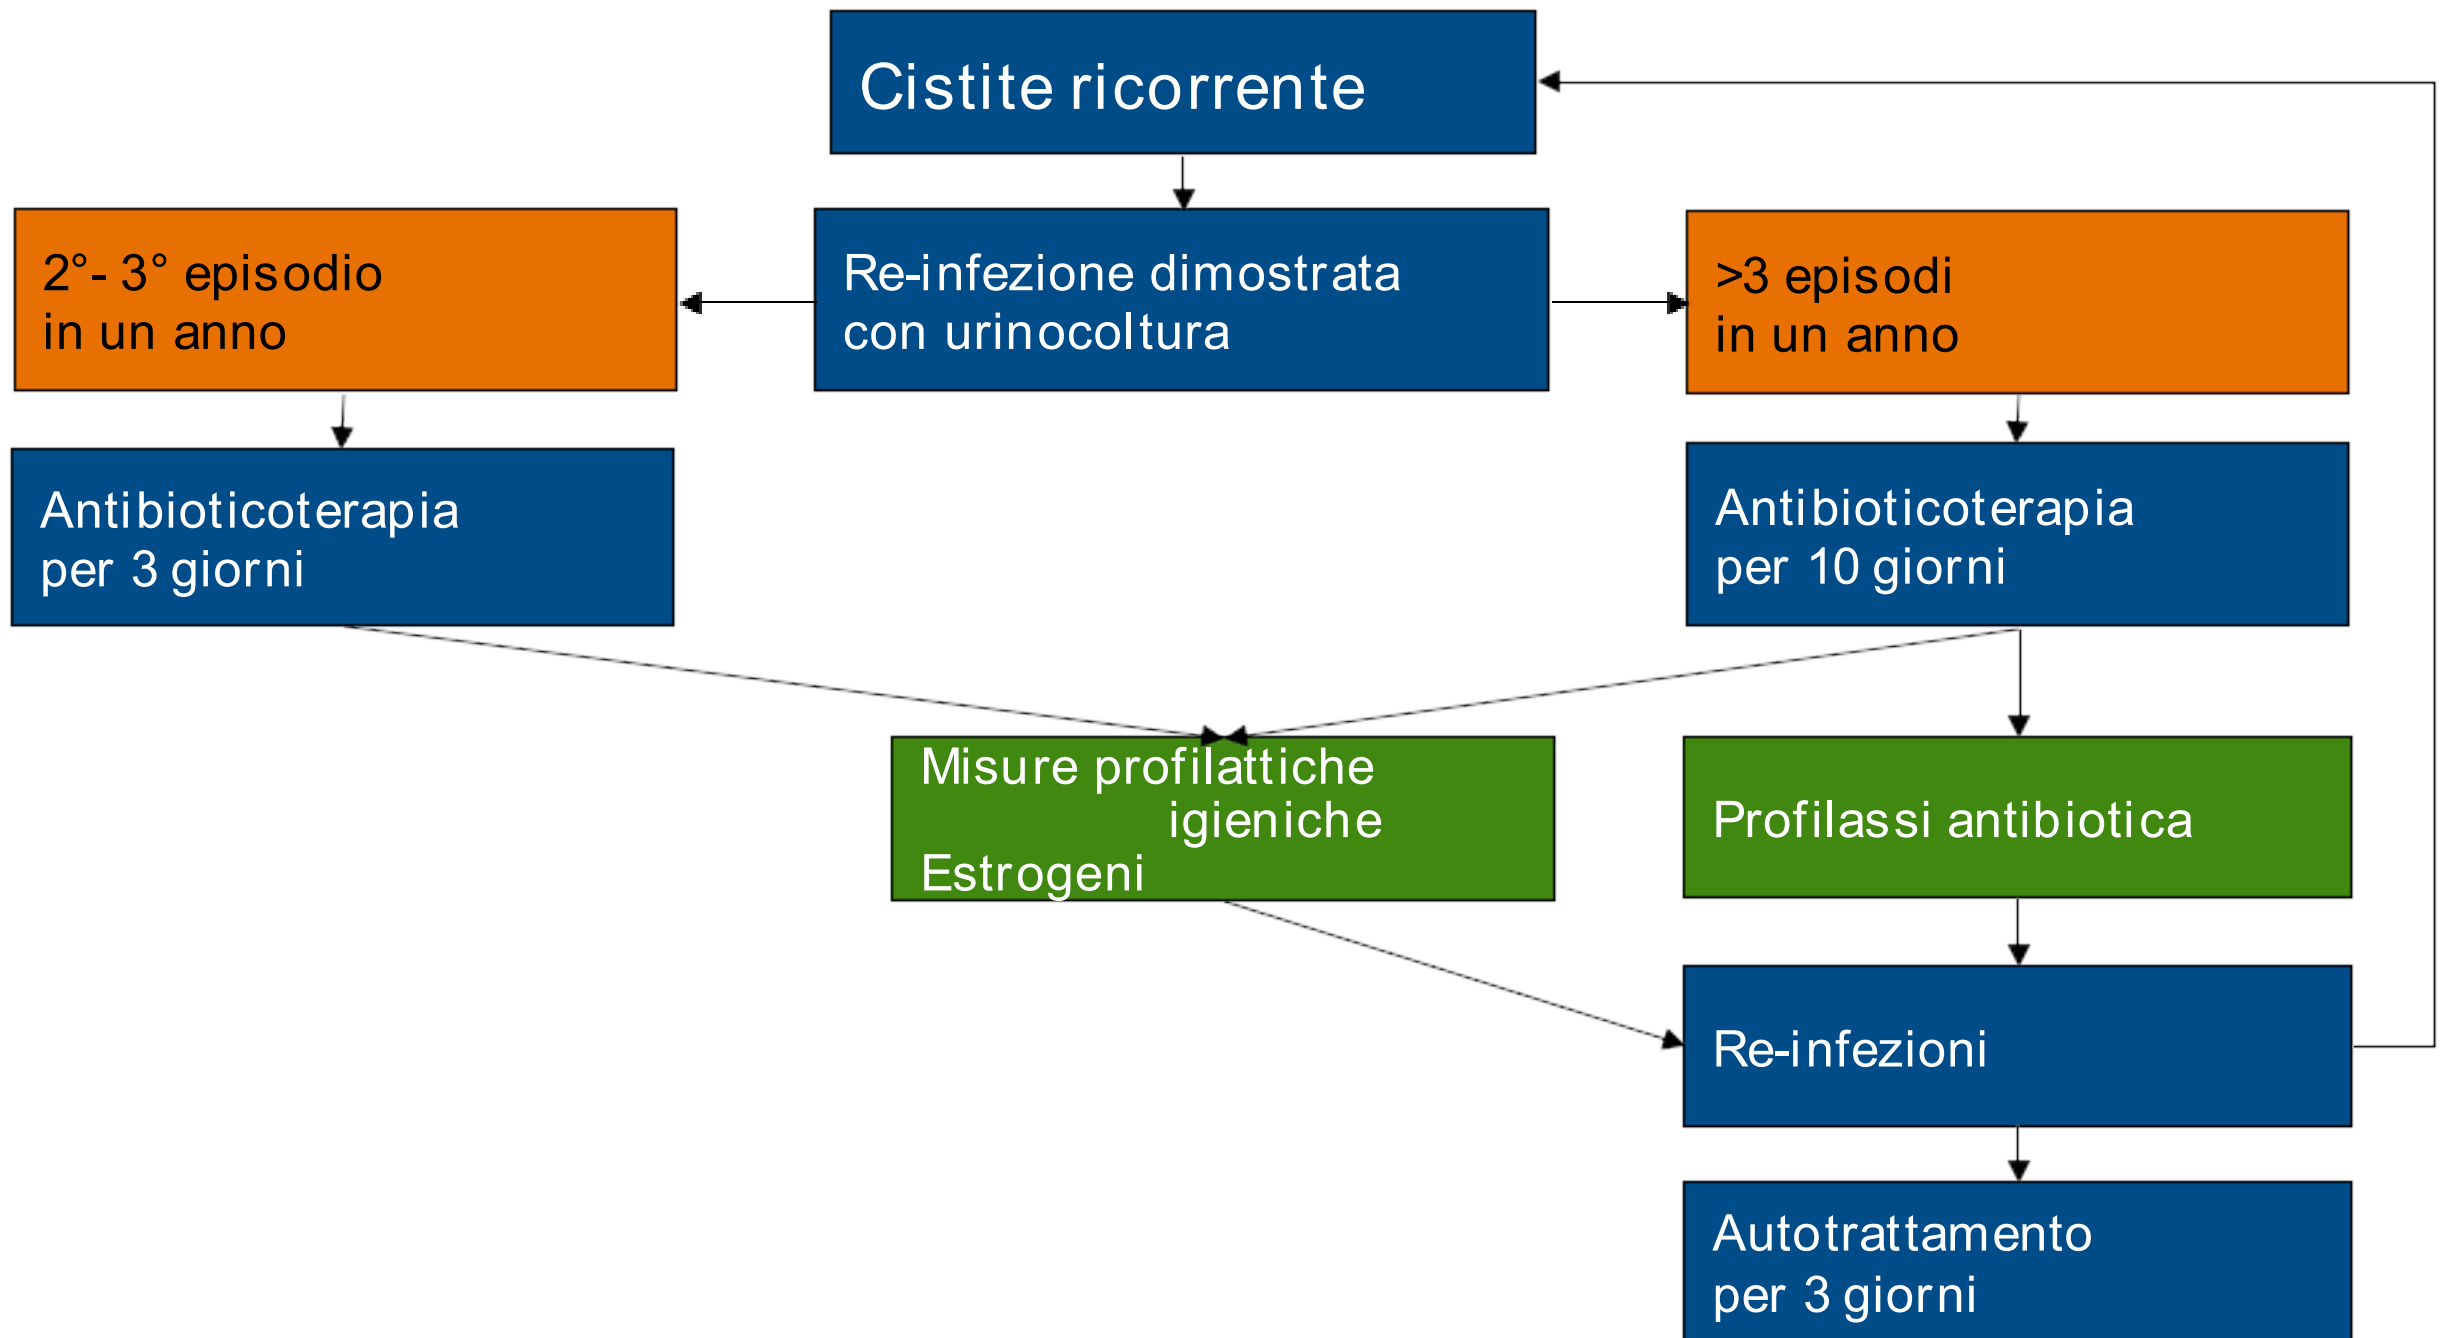 Cistite ricorrente
2°- 3° episodio
in un anno
Re-infezione dimostrata
con urinocoltura
>3 episodi
in un anno
Antibioticoterapia
per 3 giorni
Antibioticoterapia
per 10 giorni
Misure profilattiche
igieniche
Estrogeni
Profilassi antibiotica
Re-infezioni
Autotrattamento
per 3 giorni